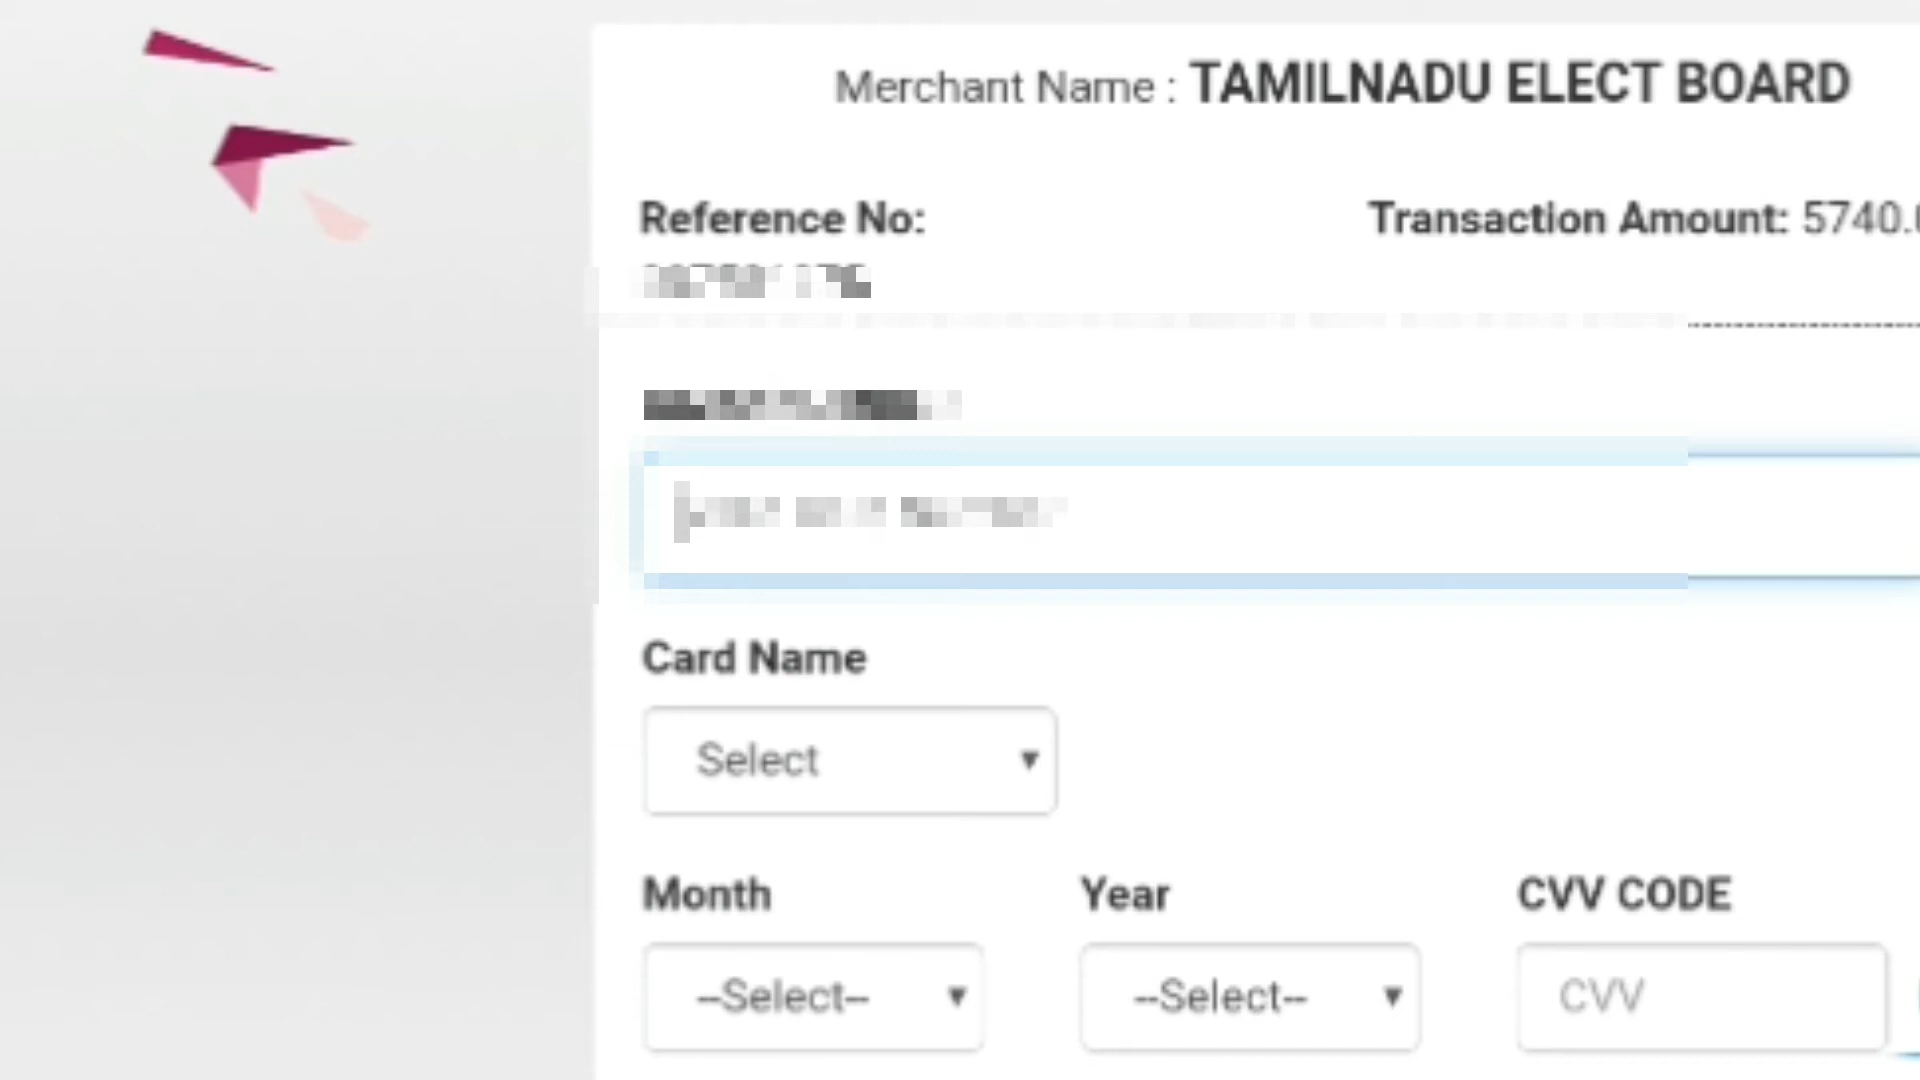 Merchant Name : TAMILNADU ELECT BOARD
Reference No:
Transaction Amount: 5740.
Card Name
Select
Month
Year
CVV CODE
--Select--
--Select--
CVV